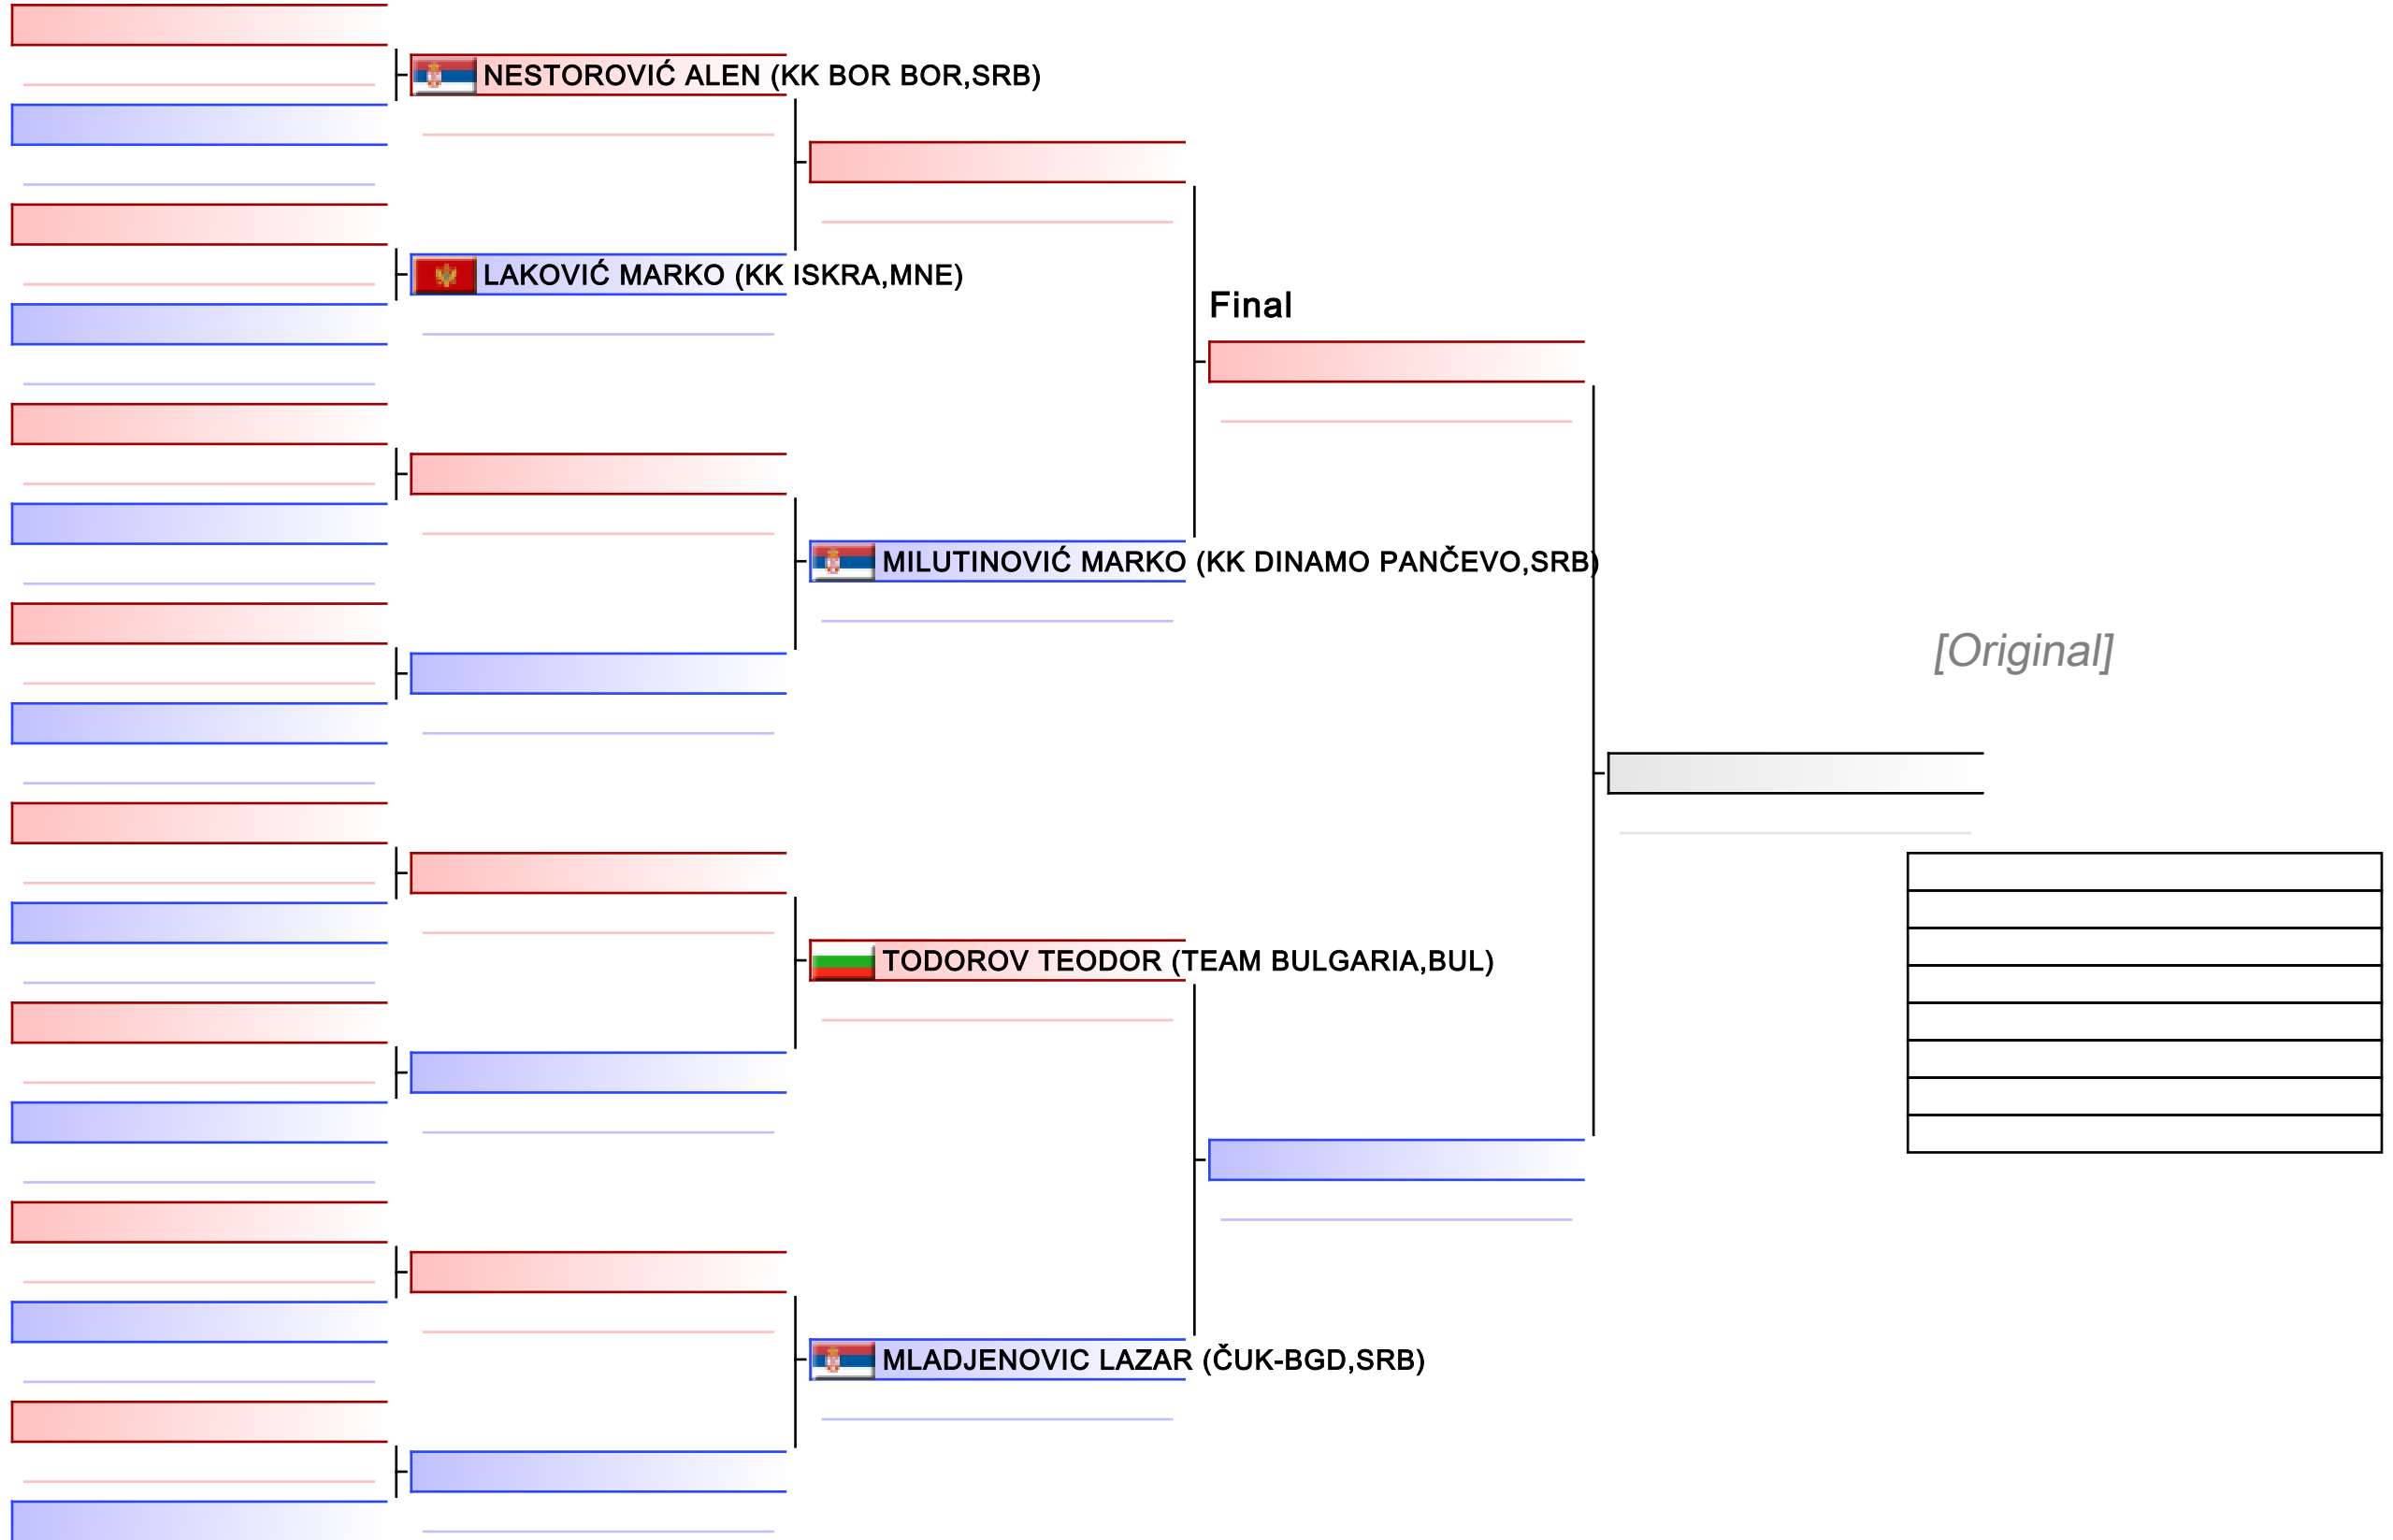 NESTOROVIĆ ALEN (KK BOR BOR,SRB)
LAKOVIĆ MARKO (KK ISKRA,MNE)
Final
MILUTINOVIĆ MARKO (KK DINAMO PANČEVO,SRB)
[Original]
TODOROV TEODOR (TEAM BULGARIA,BUL)
MLADJENOVIC LAZAR (ČUK-BGD,SRB)